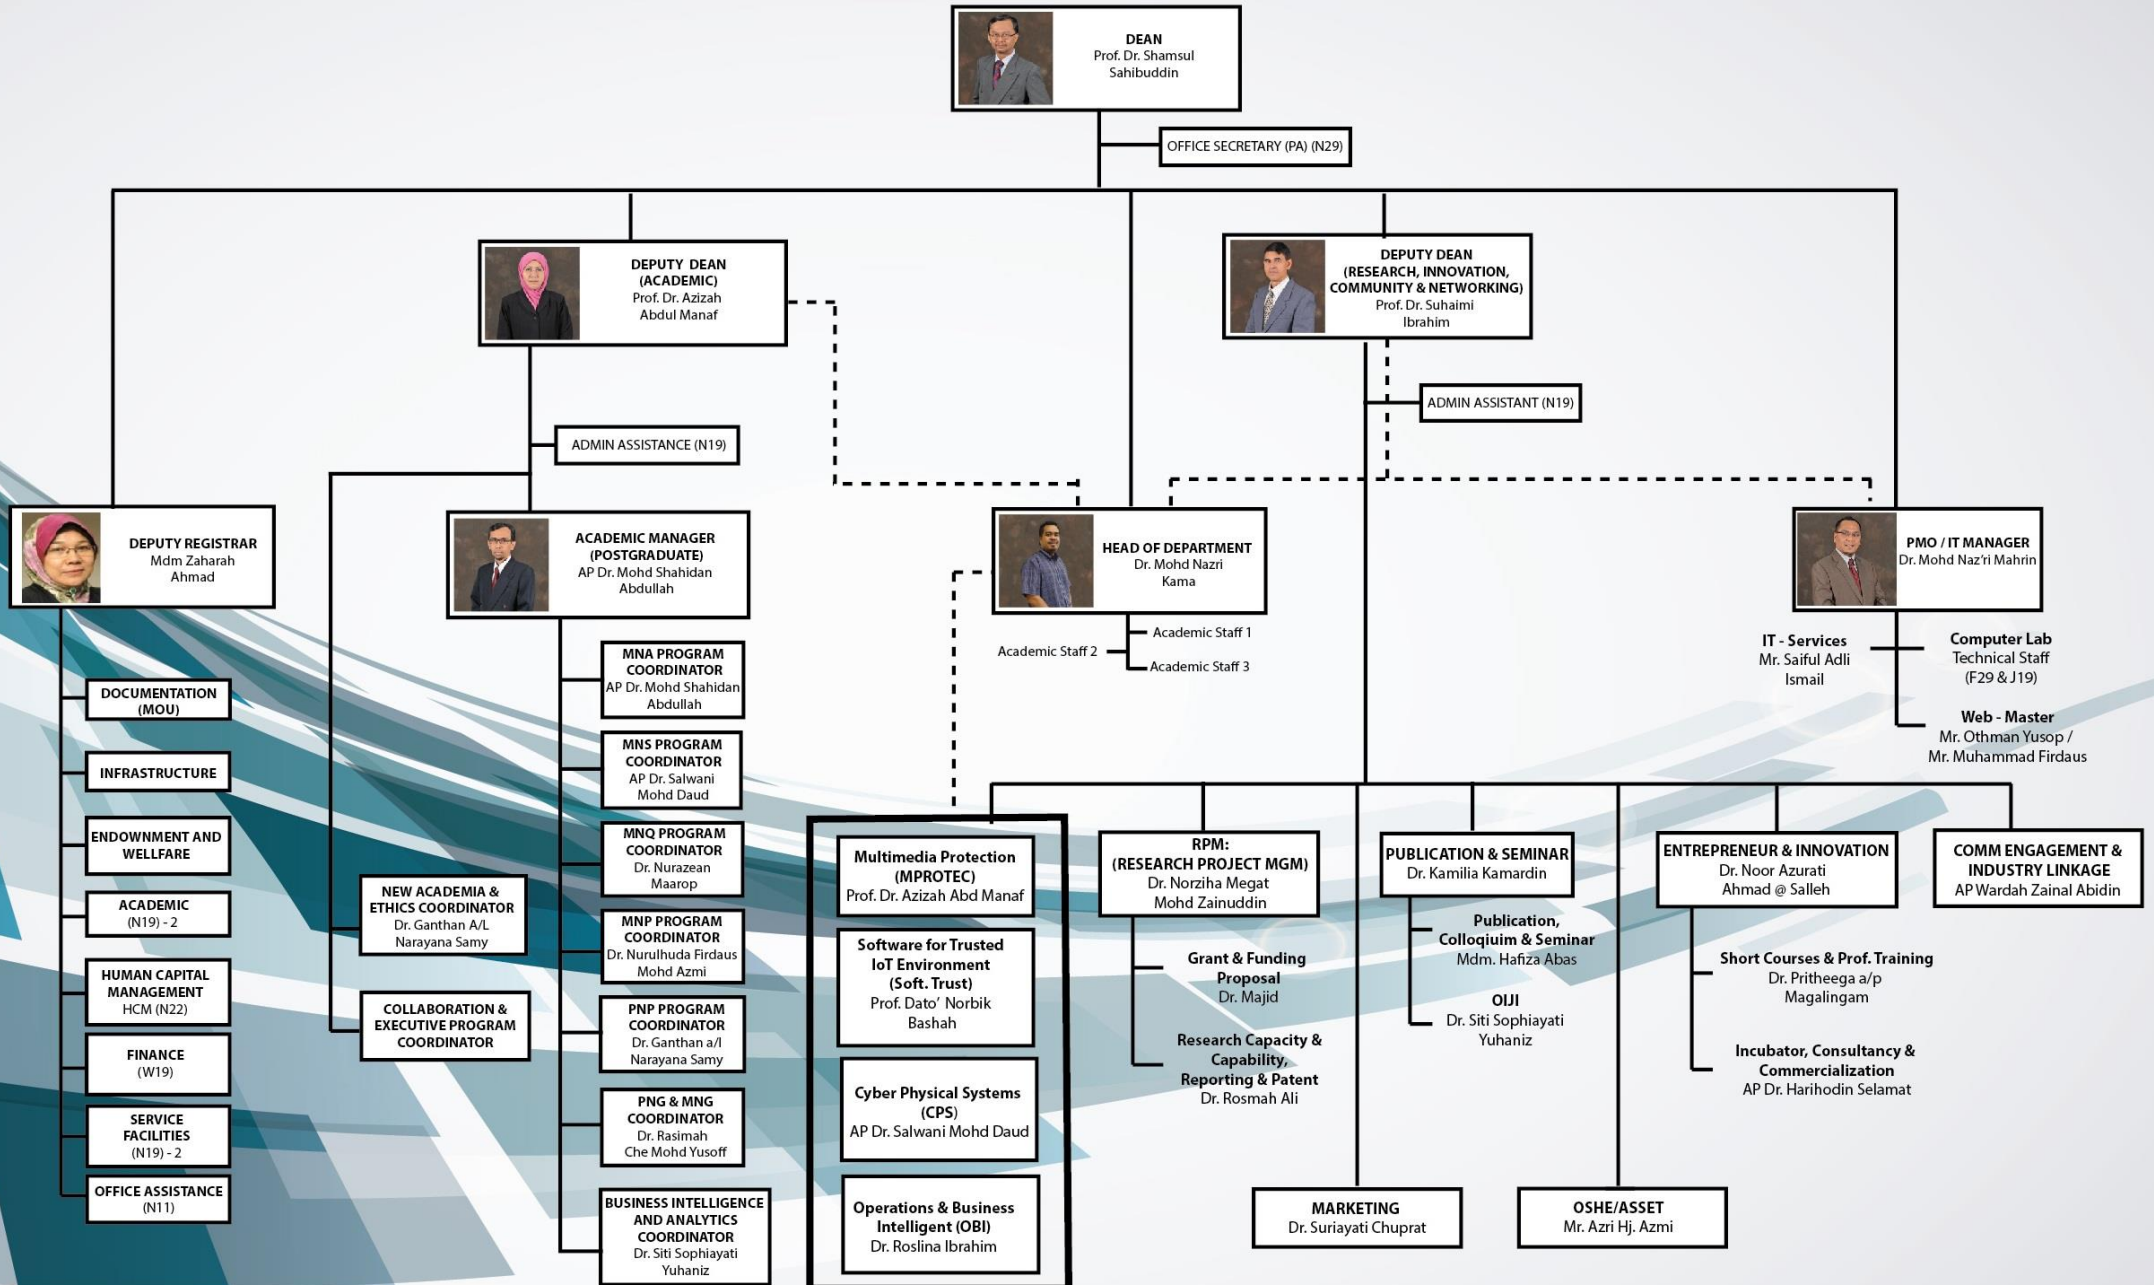 DEAN
Prof. Dr. Shamsul
Sahibuddin
OFFICE SECRETARY (PA) (N29)
DEPUTY DEAN
(ACADEMIC)
Prof. Dr. Azizah
Abdul Manaf
DEPUTY DEAN
(RESEARCH, INNOVATION,
COMMUNITY & NETWORKING)
Prof. Dr. Suhaimi
Ibrahim
ADMIN ASSISTANT (N19)
ADMIN ASSISTANCE (N19)
DEPUTY REGISTRAR
Mdm Zaharah
Ahmad
ACADEMIC MANAGER
(POSTGRADUATE)
AP Dr. Mohd Shahidan
Abdullah
HEAD OF DEPARTMENT
Dr. Mohd Nazri
Kama
Academic Staff 1
Academic Staff 2
Academic Staff 3
PMO / IT MANAGER
Dr. Mohd Naz'ri Mahrin
IT - Services
Mr. Saiful Adli
Ismail
Computer Lab
Technical Staff
(F29 & J19)
Web - Master
Mr. Othman Yusop /
Mr. Muhammad Firdaus
DOCUMENTATION
(MOU)
INFRASTRUCTURE
ENDOWNMENT AND
WELLFARE
ACADEMIC
(N19) - 2
HUMAN CAPITAL
MANAGEMENT
HCM (N22)
FINANCE
(W19)
SERVICE
FACILITIES
(N19) - 2
OFFICE ASSISTANCE
(N11)
NEW ACADEMIA &
ETHICS COORDINATOR
Dr. Ganthan A/L
Narayana Samy
COLLABORATION &
EXECUTIVE PROGRAM
COORDINATOR
MNA PROGRAM
COORDINATOR
AP Dr. Mohd Shahidan
Abdullah
MNS PROGRAM
COORDINATOR
AP Dr. Salwani
Mohd Daud
MNQ PROGRAM
COORDINATOR
Dr. Nurazean
Maarop
MNP PROGRAM
COORDINATOR
Dr. Nurulhuda Firdaus
Mohd Azmi
PNP PROGRAM
COORDINATOR
Dr. Ganthan a/l
Narayana Samy
PNG & MNG
COORDINATOR
Dr. Rasimah
Che Mohd Yusoff
BUSINESS INTELLIGENCE
AND ANALYTICS
COORDINATOR
Dr. Siti Sophiayati
Yuhaniz
Multimedia Protection
(MPROTEC)
Prof. Dr. Azizah Abd Manaf
Software for Trusted
IoT Environment
(Soft. Trust)
Prof. Dato' Norbik
Bashah
Cyber Physical Systems
(CPS)
AP Dr. Salwani Mohd Daud
Operations & Business
Intelligent (OBI)
Dr. Roslina Ibrahim
RPM:
(RESEARCH PROJECT MGM)
Dr. Norziha Megat
Mohd Zainuddin
Grant & Funding
Proposal
Dr. Majid
Research Capacity &
Capability,
Reporting & Patent
Dr. Rosmah Ali
PUBLICATION & SEMINAR
Dr. Kamilia Kamardin
Publication,
Colloqiuim & Seminar
Mdm. Hafiza Abas
OIJI
Dr. Siti Sophiayati
Yuhaniz
ENTREPRENEUR & INNOVATION
Dr. Noor Azurati
Ahmad @ Salleh
Short Courses & Prof. Training
Dr. Pritheega a/p
Magalingam
Incubator, Consultancy &
Commercialization
AP Dr. Harihodin Selamat
COMM ENGAGEMENT &
INDUSTRY LINKAGE
AP Wardah Zainal Abidin
MARKETING
Dr. Suriayati Chuprat
OSHE/ASSET
Mr. Azri Hj. Azmi